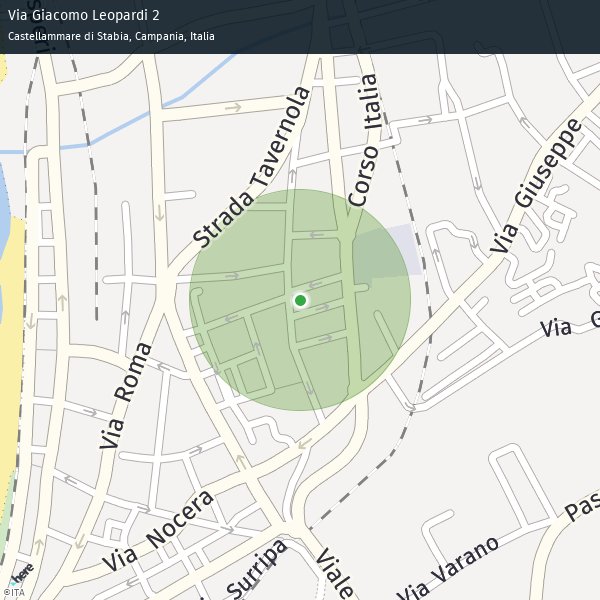 Via Giacomo Leopardi 2
Castellammare di Stabia, Campania, Italia
Strada Tavernola
Corso Italia
Via Giuseppe
Via G
Via Roma
Via Nocera
Surripa
Viale
Via Varano
Pas
here
©ITA